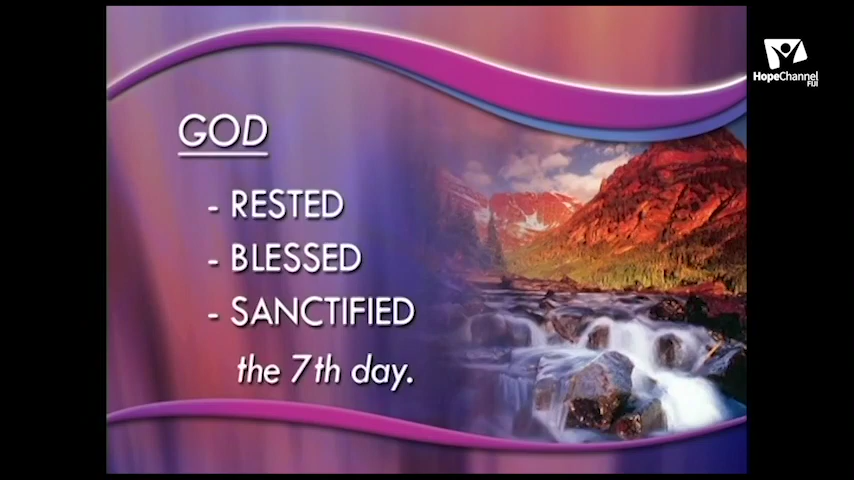 GOD
- RESTED
- BLESSED
- SANCTIFIED
the 7th day.
HopeChannel
FIJI